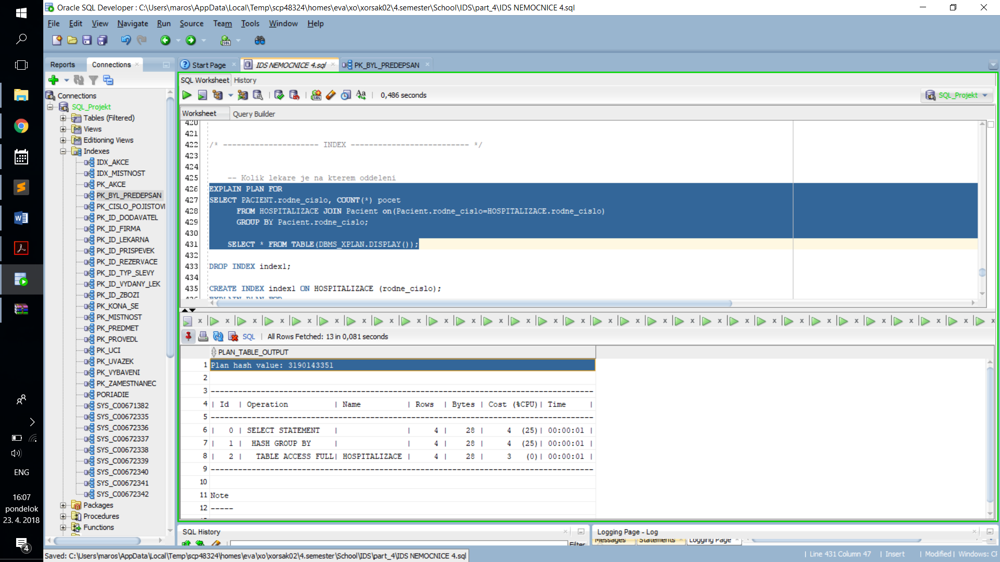 Oracle SQL Developer : C:\Users\maros\AppData\Local\Temp\scp48324\homes\eva\xo\xorsak02\4.semester\School\IDS\part_4\IDS NEMOCNICE 4.sql
File Edit View Navigate Run Source Team Tools Window Help
Reports Connections
Start Page IDS NEMOCNICE 4.sql PK_BYL_PREDEPSAN
SQL Worksheet History
0,486 seconds
SQL_Projekt
Worksheet Query Builder
Connections
SQL_Projekt
Tables (Filtered)
Views
Editioning Views
Indexes
IDX_AKCE
IDX_MISTNOST
PK_AKCE
PK_BYL_PREDEPSAN
PK_CISLO_POJISTOV
PK_ID_DODAVATEL
PK_ID_FIRMA
PK_ID_LEKARNA
PK_ID_PRISPEVEK
PK_ID_REZERVACE
PK_ID_TYP_SLEVY
PK_ID_VYDANY_LEK
PK_ID_ZBOZI
PK_KONA_SE
PK_MISTNOST
PK_PREDMET
PK_PROVEDL
PK_UCI
PK_UVAZEK
PK_VYBAVENI
PK_ZAMESTNANEC
PORIADIE
SYS_C00671382
SYS_C00672335
SYS_C00672336
SYS_C00672337
SYS_C00672338
SYS_C00672339
SYS_C00672340
SYS_C00672341
SYS_C00672342
Packages
Procedures
Functions
420
421
422 /* --------------------- INDEX -------------------------- */
423
424
425 -- Kolik lekare je na kterem oddeleni
426 EXPLAIN PLAN FOR
427 SELECT PACIENT.rodne_cislo, COUNT(*) pocet
428 FROM HOSPITALIZACE JOIN Pacient on(Pacient.rodne_cislo=HOSPITALIZACE.rodne_cislo)
429 GROUP BY Pacient.rodne_cislo;
430
431 SELECT * FROM TABLE(DBMS_XPLAN.DISPLAY());
432
433 DROP INDEX index1;
434
435 CREATE INDEX index1 ON HOSPITALIZACE (rodne_cislo);
436 EXPLAIN PLAN FOR
SQL | All Rows Fetched: 13 in 0,081 seconds
PLAN_TABLE_OUTPUT
1 Plan hash value: 3190143351
2
3 ------------------------------------------------------------------------------------
4 | Id | Operation | Name | Rows | Bytes | Cost (%CPU)| Time |
5 ------------------------------------------------------------------------------------
6 | 0 | SELECT STATEMENT | | 4 | 28 | 4 (25)| 00:00:01 |
7 | 1 | HASH GROUP BY | | 4 | 28 | 4 (25)| 00:00:01 |
8 | 2 | TABLE ACCESS FULL| HOSPITALIZACE | 4 | 28 | 3 (0)| 00:00:01 |
9 ------------------------------------------------------------------------------------
10
11 Note
12 -----
SQL History
Filter
Logging Page - Log
Messages Statements Logging Page
Saved: C:\Users\maros\AppData\Local\Temp\scp48324\homes\eva\xo\xorsak02\4.semester\School\IDS\part_4\IDS NEMOCNICE 4.sql
| Line 431 Column 47 | Insert | Modified | Windows:
ENG
16:07
pondelok
23. 4. 2018
4